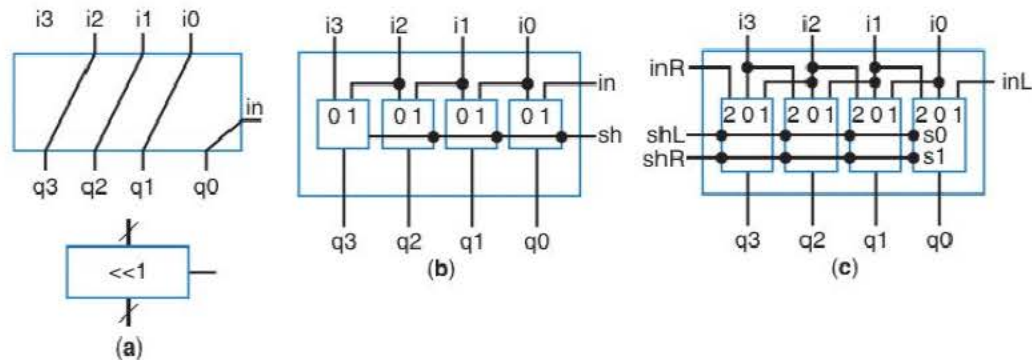 i3 i2 i1 i0
in
q3 q2 q1 q0
<<1
(a)
i3 i2 i1 i0
in
0 1 0 1 0 1 0 1
sh
q3 q2 q1 q0
(b)
i3 i2 i1 i0
inR
inL
2 0 1 2 0 1 2 0 1 2 0 1
shL s0
shR s1
q3 q2 q1 q0
(c)